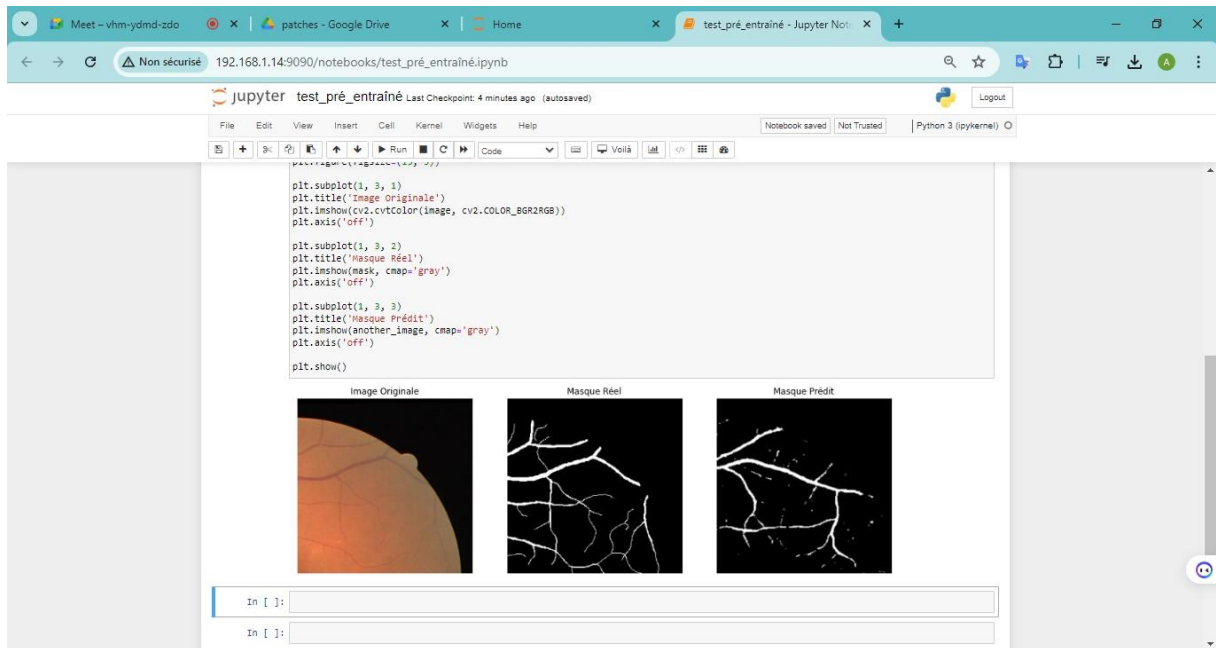 Meet – vhm-ydmd-zdo
patches - Google Drive
Home
test_pré_entraîné - Jupyter Not
Non sécurisé
192.168.1.14:9090/notebooks/test_pré_entraîné.ipynb
A
jupyter test_pré_entraîné Last Checkpoint: 4 minutes ago (autosaved)
Logout
File Edit View Insert Cell Kernel Widgets Help
Notebook saved Not Trusted Python 3 (ipykernel)
Run Code Voilà
plt.subplot(1, 3, 1)
plt.title('Image Originale')
plt.imshow(cv2.cvtColor(image, cv2.COLOR_BGR2RGB))
plt.axis('off')
plt.subplot(1, 3, 2)
plt.title('Masque Réel')
plt.imshow(mask, cmap='gray')
plt.axis('off')
plt.subplot(1, 3, 3)
plt.title('Masque Prédit')
plt.imshow(another_image, cmap='gray')
plt.axis('off')
plt.show()
Image Originale Masque Réel Masque Prédit
In [ ]:
In [ ]: